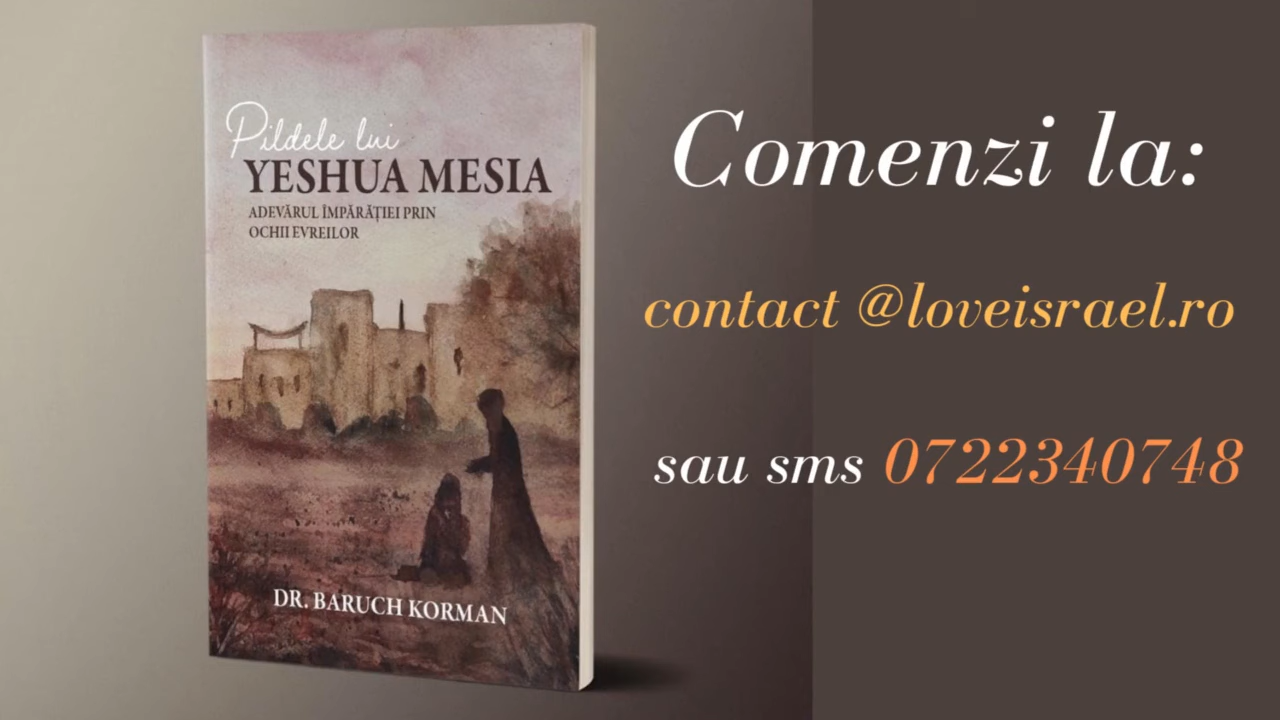 Pildele lui
YESHUA MESIA
ADEVĂRUL ÎMPĂRĂȚIEI PRIN
OCHII EVREILOR
DR. BARUCH KORMAN
Comenzi la:
contact @loveisrael.ro
sau sms 0722340748